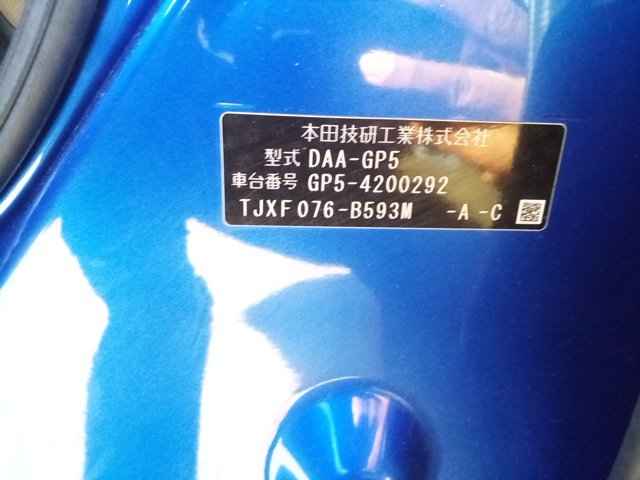 本田技研工業株式会社
型式 DAA-GP5
車台番号 GP5-4200292
TJXF076-B593M -A -C